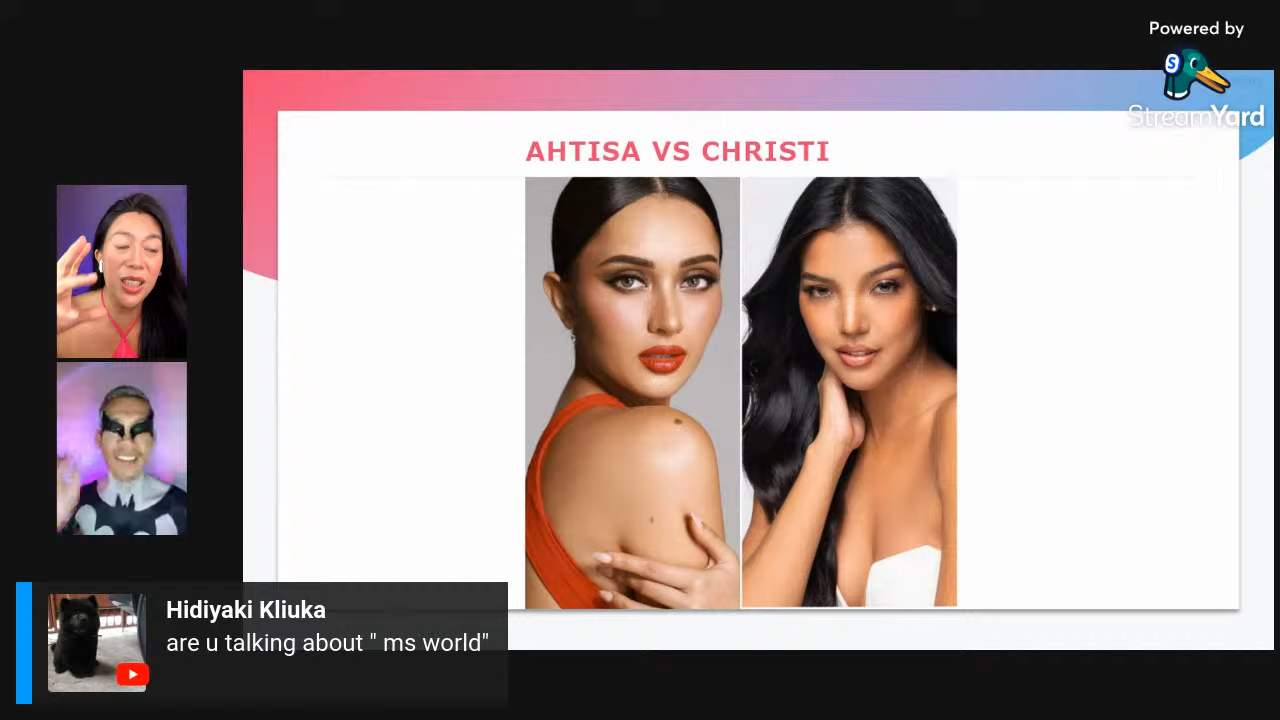 Powered by
StreamYard
AHTISA VS CHRISTI
Hidiyaki Kliuka
are u talking about " ms world"